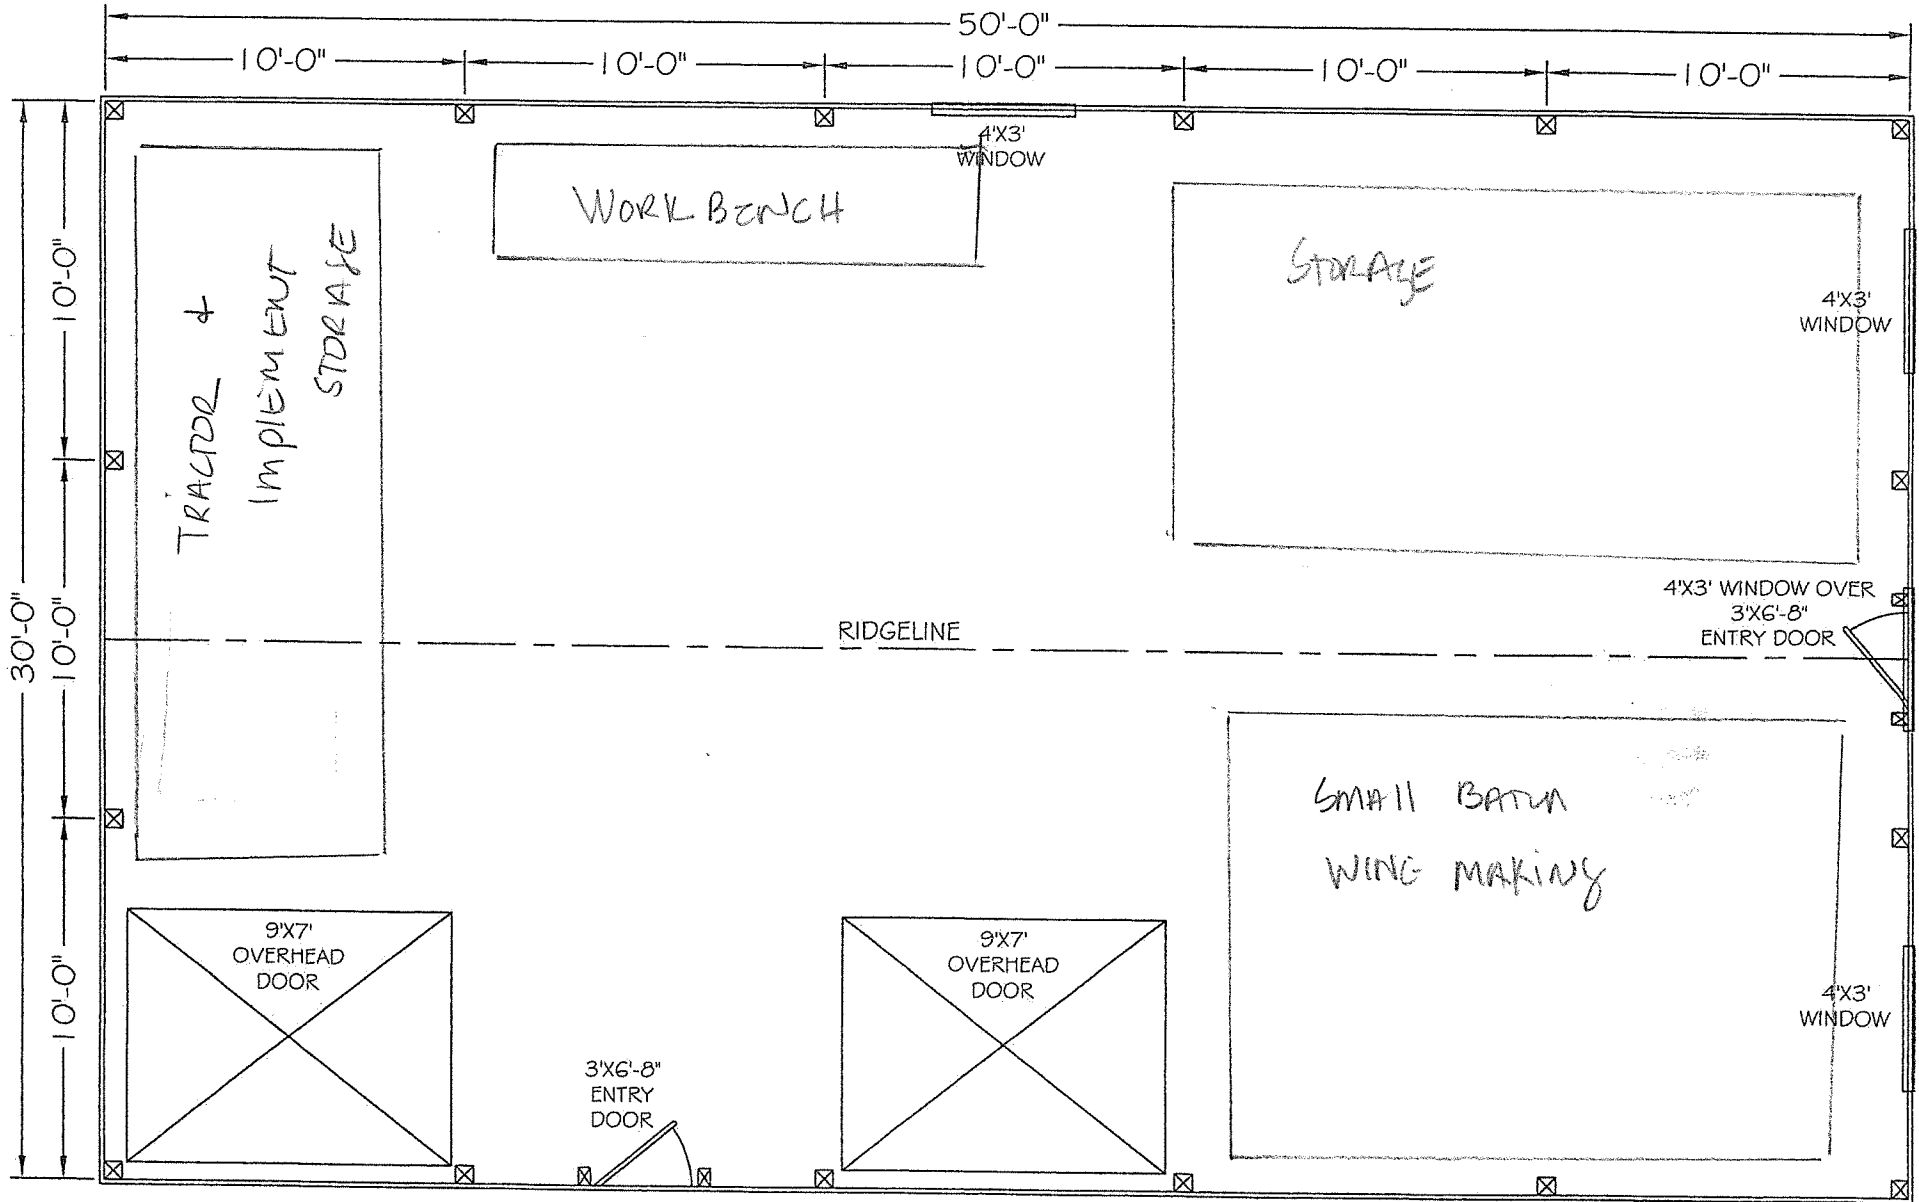 50'-0"
10'-0"
10'-0"
10'-0"
10'-0"
10'-0"
30'-0"
10'-0"
10'-0"
10'-0"
4'X3'
WINDOW
WORK BENCH
TRACTOR &
IMPLEMENT
STORAGE
STORAGE
4'X3'
WINDOW
4'X3' WINDOW OVER
3'X6'-8"
ENTRY DOOR
RIDGELINE
SMALL BATCH
WINE MAKING
9'X7'
OVERHEAD
DOOR
3'X6'-8"
ENTRY
DOOR
9'X7'
OVERHEAD
DOOR
4'X3'
WINDOW